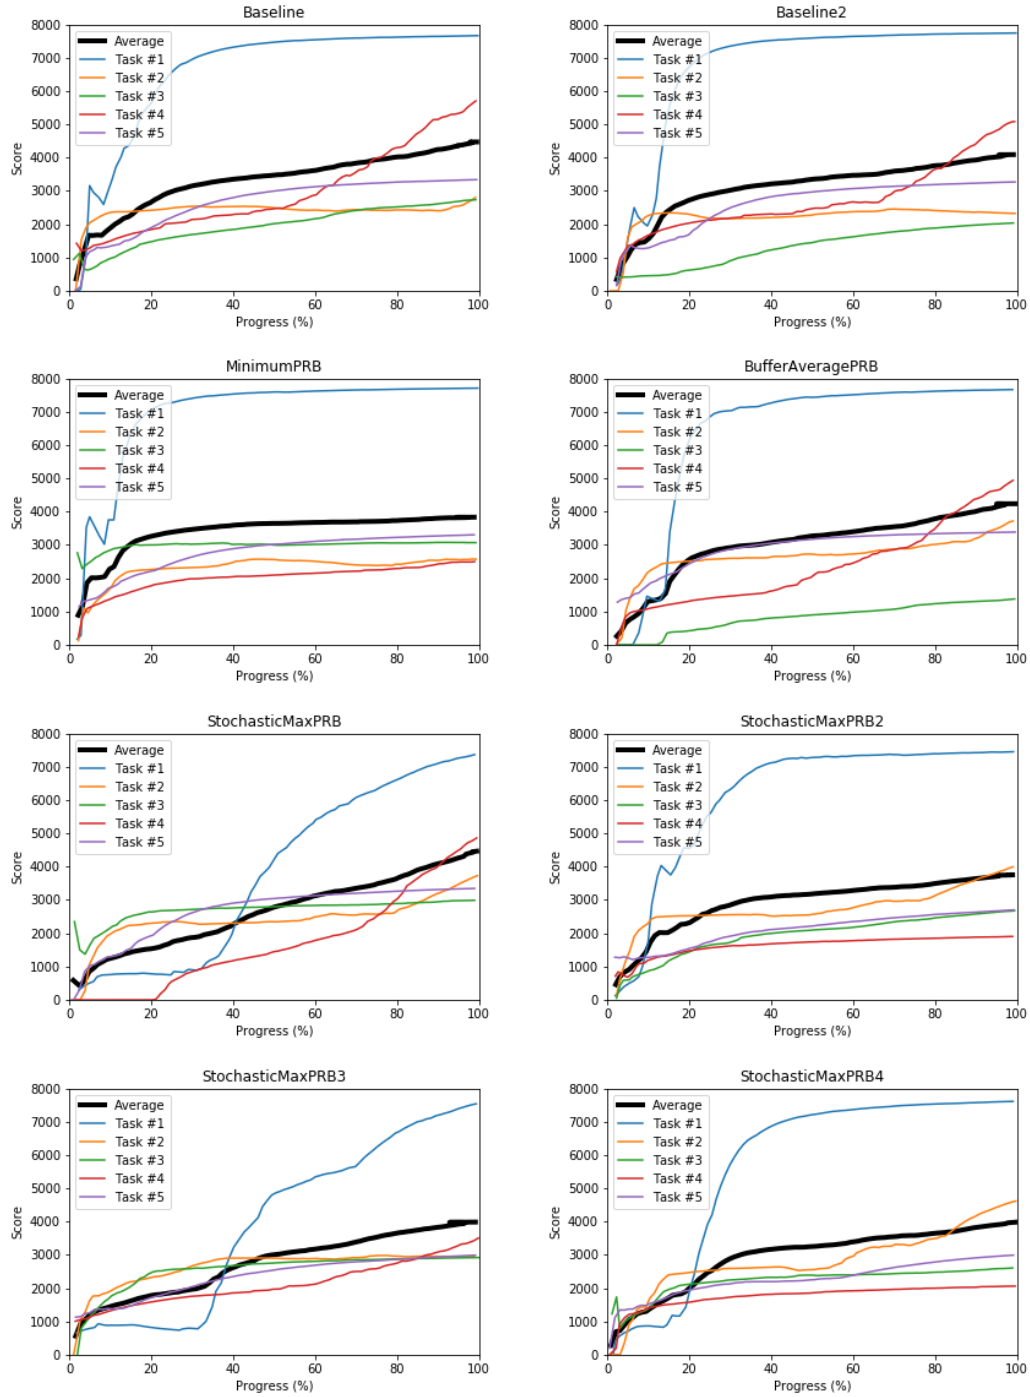 Baseline
8000
7000
6000
5000
4000
3000
2000
1000
0
Score
Average
Task #1
Task #2
Task #3
Task #4
Task #5
0 20 40 60 80 100
Progress (%)
Baseline2
8000
7000
6000
5000
4000
3000
2000
1000
0
Score
Average
Task #1
Task #2
Task #3
Task #4
Task #5
0 20 40 60 80 100
Progress (%)
MinimumPRB
8000
7000
6000
5000
4000
3000
2000
1000
0
Score
Average
Task #1
Task #2
Task #3
Task #4
Task #5
0 20 40 60 80 100
Progress (%)
BufferAveragePRB
8000
7000
6000
5000
4000
3000
2000
1000
0
Score
Average
Task #1
Task #2
Task #3
Task #4
Task #5
0 20 40 60 80 100
Progress (%)
StochasticMaxPRB
8000
7000
6000
5000
4000
3000
2000
1000
0
Score
Average
Task #1
Task #2
Task #3
Task #4
Task #5
0 20 40 60 80 100
Progress (%)
StochasticMaxPRB2
8000
7000
6000
5000
4000
3000
2000
1000
0
Score
Average
Task #1
Task #2
Task #3
Task #4
Task #5
0 20 40 60 80 100
Progress (%)
StochasticMaxPRB3
8000
7000
6000
5000
4000
3000
2000
1000
0
Score
Average
Task #1
Task #2
Task #3
Task #4
Task #5
0 20 40 60 80 100
Progress (%)
StochasticMaxPRB4
8000
7000
6000
5000
4000
3000
2000
1000
0
Score
Average
Task #1
Task #2
Task #3
Task #4
Task #5
0 20 40 60 80 100
Progress (%)